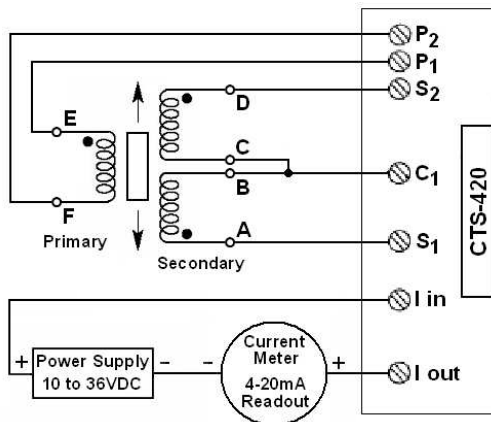 P2
P1
S2
E
D
C
B
C1
F
A
S1
Primary
Secondary
CTS-420
I in
+
Power Supply
10 to 36VDC
-
-
Current
Meter
4-20mA
Readout
+
I out